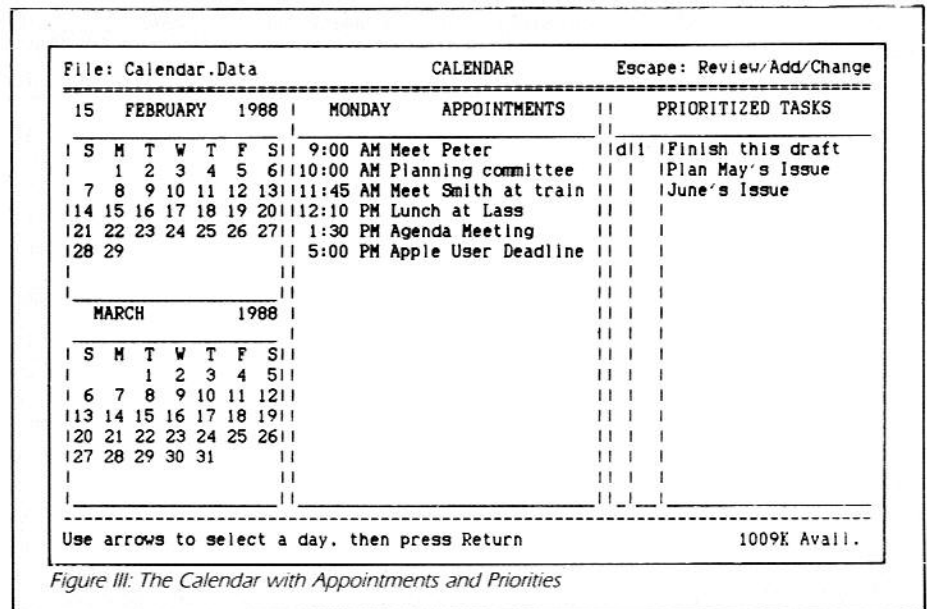 File: Calendar.Data CALENDAR Escape: Review/Add/Change
15 FEBRUARY 1988 | MONDAY APPOINTMENTS || PRIORITIZED TASKS
| S M T W T F S|| 9:00 AM Meet Peter ||d|1 |Finish this draft
| 1 2 3 4 5 6||10:00 AM Planning committee || | |Plan May's Issue
| 7 8 9 10 11 12 13||11:45 AM Meet Smith at train || | |June's Issue
|14 15 16 17 18 19 20||12:10 PM Lunch at Lass || | |
|21 22 23 24 25 26 27|| 1:30 PM Agenda Meeting || | |
|28 29 || 5:00 PM Apple User Deadline || | |
MARCH 1988 |
| S M T W T F S||
| 1 2 3 4 5||
| 6 7 8 9 10 11 12||
|13 14 15 16 17 18 19||
|20 21 22 23 24 25 26||
|27 28 29 30 31 ||
Use arrows to select a day, then press Return 1009K Avail.
Figure III: The Calendar with Appointments and Priorities